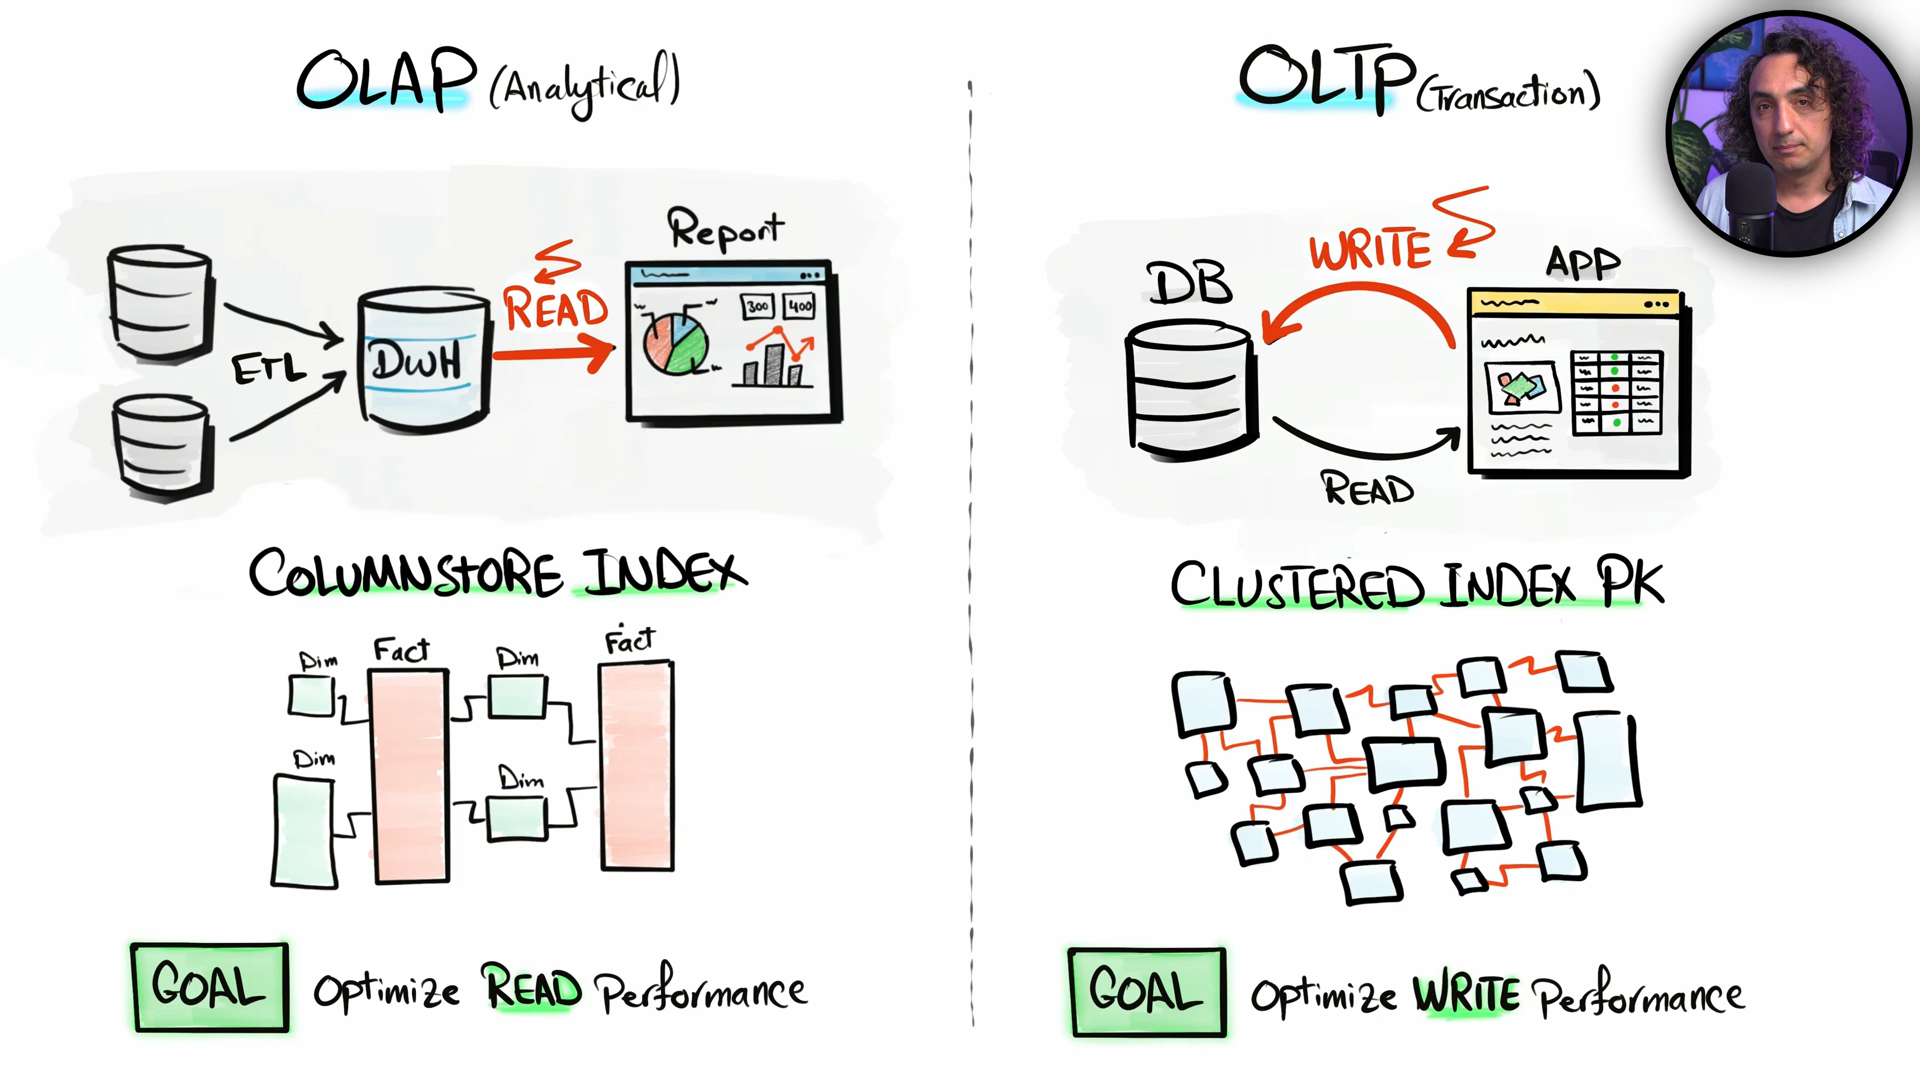 OLAP (Analytical)
Report
READ
300 400
ETL
DWH
COLUMNSTORE INDEX
Dim
Fact
Dim
Fact
Dim
Dim
GOAL
Optimize READ Performance
OLTP (Transaction)
WRITE
DB
APP
READ
CLUSTERED INDEX PK
GOAL
Optimize WRITE Performance